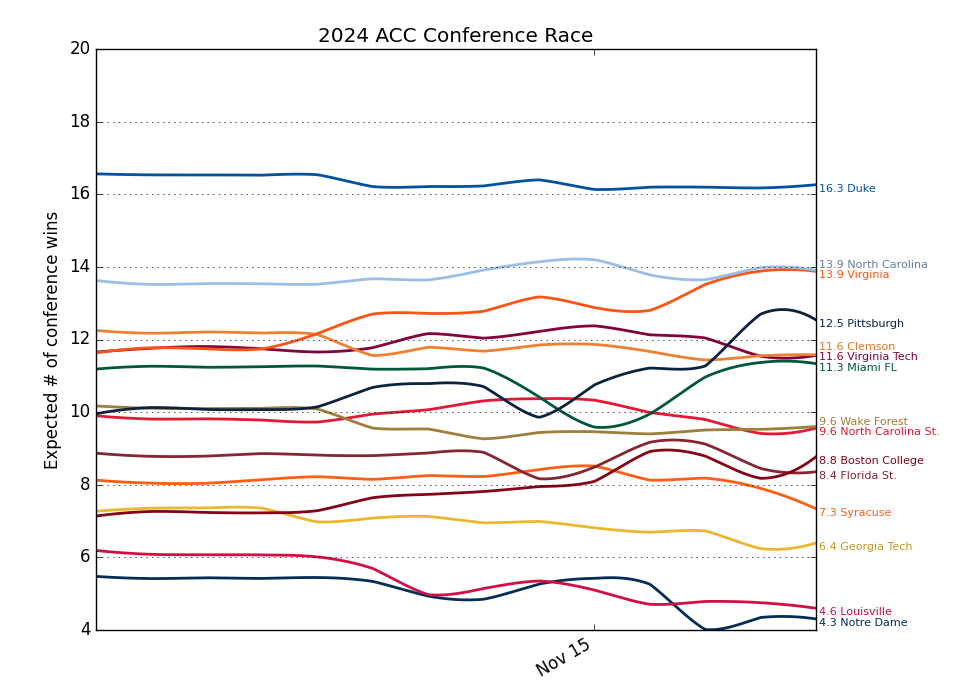 2024 ACC Conference Race
Expected # of conference wins
20
18
16
14
12
10
8
6
4
Nov 15
16.3 Duke
13.9 North Carolina
13.9 Virginia
12.5 Pittsburgh
11.6 Clemson
11.6 Virginia Tech
11.3 Miami FL
9.6 Wake Forest
9.6 North Carolina St.
8.8 Boston College
8.4 Florida St.
7.3 Syracuse
6.4 Georgia Tech
4.6 Louisville
4.3 Notre Dame